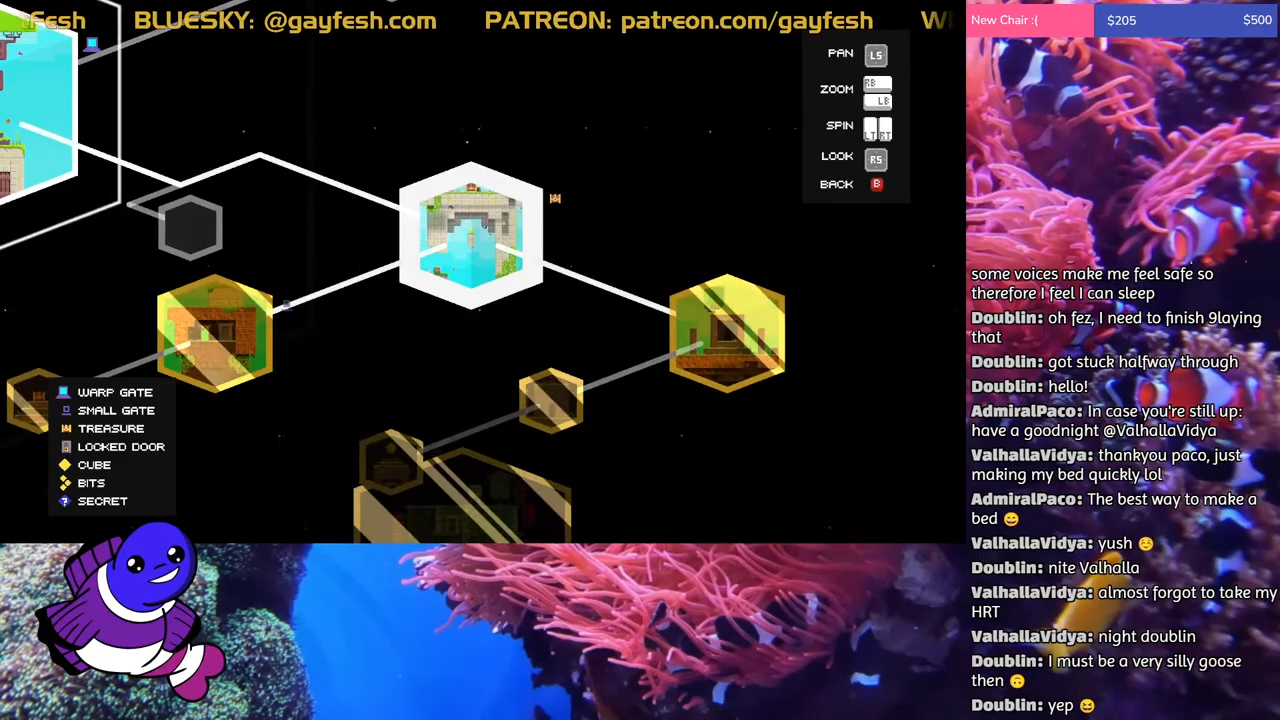 BLUESKY: @gayfesh.com
PATREON: patreon.com/gayfesh
New Chair :( $205 $500
PAN LS
ZOOM RB
LB
SPIN LT RT
LOOK RS
BACK B
WARP GATE
SMALL GATE
TREASURE
LOCKED DOOR
CUBE
BITS
SECRET
some voices make me feel safe so
therefore I feel I can sleep
Doublin: oh fez, I need to finish 9laying
that
Doublin: got stuck halfway through
Doublin: hello!
AdmiralPaco: In case you're still up:
have a goodnight @ValhallaVidya
ValhallaVidya: thankyou paco, just
making my bed quickly lol
AdmiralPaco: The best way to make a
bed 😄
ValhallaVidya: yush ☺️
Doublin: nite Valhalla
ValhallaVidya: almost forgot to take my
HRT
ValhallaVidya: night doublin
Doublin: I must be a very silly goose
then 🙃
Doublin: yep 😆